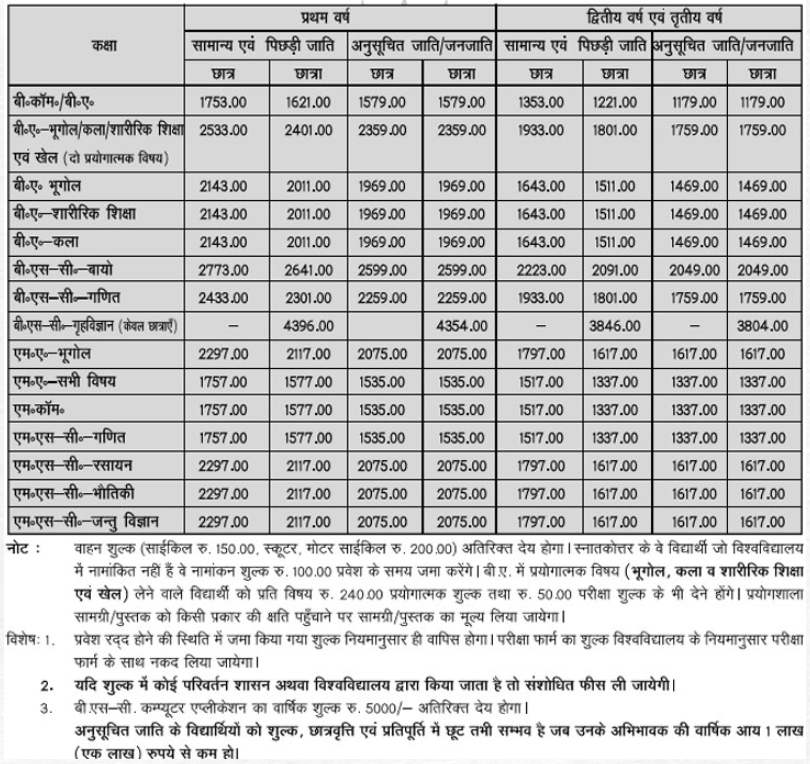 कक्षा प्रथम वर्ष द्वितीय वर्ष एवं तृतीय वर्ष
सामान्य एवं पिछड़ी जाति अनुसूचित जाति/जनजाति सामान्य एवं पिछड़ी जाति अनुसूचित जाति/जनजाति
छात्र छात्रा छात्र छात्रा छात्र छात्रा छात्र छात्रा
बी०कॉम०/बी०ए० 1753.00 1621.00 1579.00 1579.00 1353.00 1221.00 1179.00 1179.00
बी०ए०–भूगोल/कला/शारीरिक शिक्षा 2533.00 2401.00 2359.00 2359.00 1933.00 1801.00 1759.00 1759.00
एवं खेल (दो प्रयोगात्मक विषय)
बी०ए० भूगोल 2143.00 2011.00 1969.00 1969.00 1643.00 1511.00 1469.00 1469.00
बी०ए०–शारीरिक शिक्षा 2143.00 2011.00 1969.00 1969.00 1643.00 1511.00 1469.00 1469.00
बी०ए०–कला 2143.00 2011.00 1969.00 1969.00 1643.00 1511.00 1469.00 1469.00
बी०एस–सी०–बायो 2773.00 2641.00 2599.00 2599.00 2223.00 2091.00 2049.00 2049.00
बी०एस–सी०–गणित 2433.00 2301.00 2259.00 2259.00 1933.00 1801.00 1759.00 1759.00
बी०एस–सी०–गृहविज्ञान (केवल छात्राएँ) – 4396.00 4354.00 – 3846.00 – 3804.00
एम०ए०–भूगोल 2297.00 2117.00 2075.00 2075.00 1797.00 1617.00 1617.00 1617.00
एम०ए०–सभी विषय 1757.00 1577.00 1535.00 1535.00 1517.00 1337.00 1337.00 1337.00
एम०कॉम० 1757.00 1577.00 1535.00 1535.00 1517.00 1337.00 1337.00 1337.00
एम०एस–सी०–गणित 1757.00 1577.00 1535.00 1535.00 1517.00 1337.00 1337.00 1337.00
एम०एस–सी०–रसायन 2297.00 2117.00 2075.00 2075.00 1797.00 1617.00 1617.00 1617.00
एम०एस–सी०–भौतिकी 2297.00 2117.00 2075.00 2075.00 1797.00 1617.00 1617.00 1617.00
एम०एस–सी०–जन्तु विज्ञान 2297.00 2117.00 2075.00 2075.00 1797.00 1617.00 1617.00 1617.00
नोट : वाहन शुल्क (साईकिल रु. 150.00, स्कूटर, मोटर साईकिल रु. 200.00) अतिरिक्त देय होगा। स्नातकोत्तर के वे विद्यार्थी जो विश्वविद्यालय
में नामांकित नहीं हैं वे नामांकन शुल्क रु. 100.00 प्रवेश के समय जमा करेंगे। बी.ए. में प्रयोगात्मक विषय (भूगोल, कला व शारीरिक शिक्षा
एवं खेल) लेने वाले विद्यार्थी को प्रति विषय रु. 240.00 प्रयोगात्मक शुल्क तथा रु. 50.00 परीक्षा शुल्क के भी देने होंगे। प्रयोगशाला
सामग्री/पुस्तक को किसी प्रकार की क्षति पहुँचाने पर सामग्री/पुस्तक का मूल्य लिया जायेगा।
विशेष: 1. प्रवेश रद्द होने की स्थिति में जमा किया गया शुल्क नियमानुसार ही वापिस होगा। परीक्षा फार्म का शुल्क विश्वविद्यालय के नियमानुसार परीक्षा
फार्म के साथ नकद लिया जायेगा।
2. यदि शुल्क में कोई परिवर्तन शासन अथवा विश्वविद्यालय द्वारा किया जाता है तो संशोधित फीस ली जायेगी।
3. बी.एस–सी. कम्प्यूटर एप्लीकेशन का वार्षिक शुल्क रु. 5000/– अतिरिक्त देय होगा।
अनुसूचित जाति के विद्यार्थियों को शुल्क, छात्रवृत्ति एवं प्रतिपूर्ति में छूट तभी सम्भव है जब उनके अभिभावक की वार्षिक आय 1 लाख
(एक लाख) रुपये से कम हो।